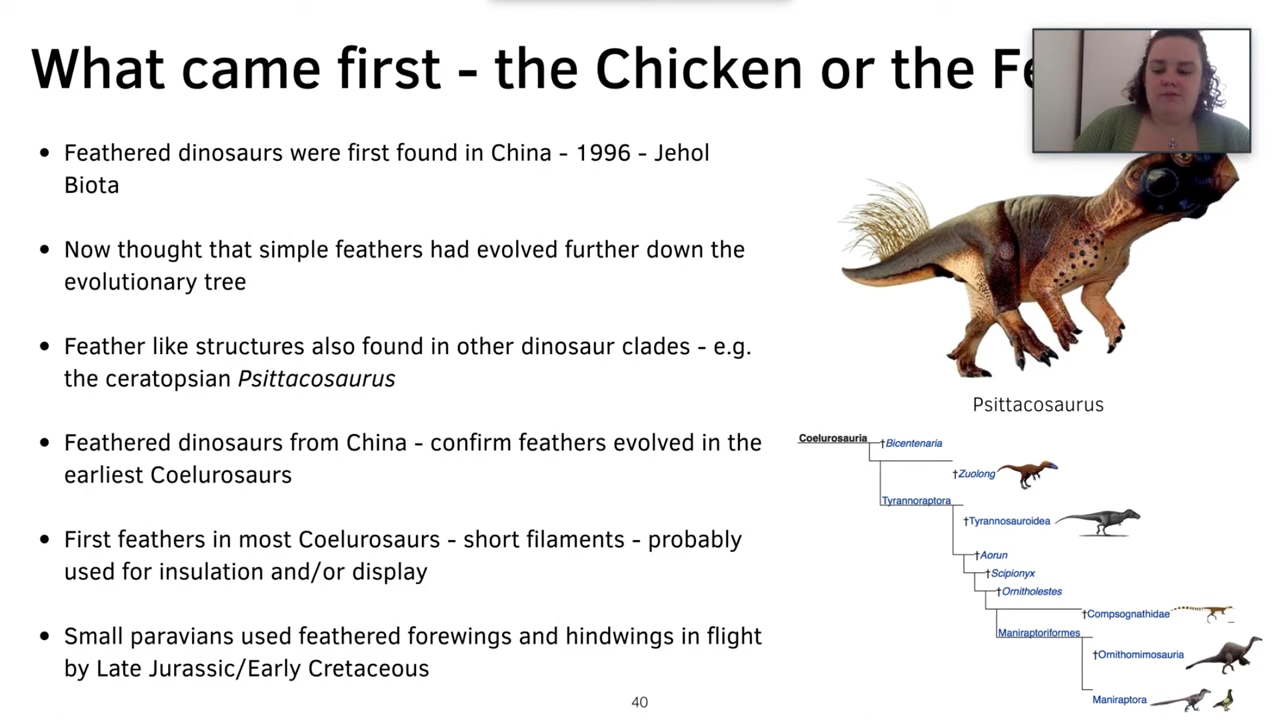 What came first - the Chicken or the
• Feathered dinosaurs were first found in China - 1996 - Jehol
Biota
• Now thought that simple feathers had evolved further down the
evolutionary tree
• Feather like structures also found in other dinosaur clades - e.g.
the ceratopsian Psittacosaurus
• Feathered dinosaurs from China - confirm feathers evolved in the
earliest Coelurosaurs
• First feathers in most Coelurosaurs - short filaments - probably
used for insulation and/or display
• Small paravians used feathered forewings and hindwings in flight
by Late Jurassic/Early Cretaceous
Psittacosaurus
Coelurosauria
†Bicentenaria
†Zuolong
Tyrannoraptora
†Tyrannosauroidea
†Aorun
†Scipionyx
†Ornitholestes
†Compsognathidae
Maniraptoriformes
†Ornithomimosauria
Maniraptora
40